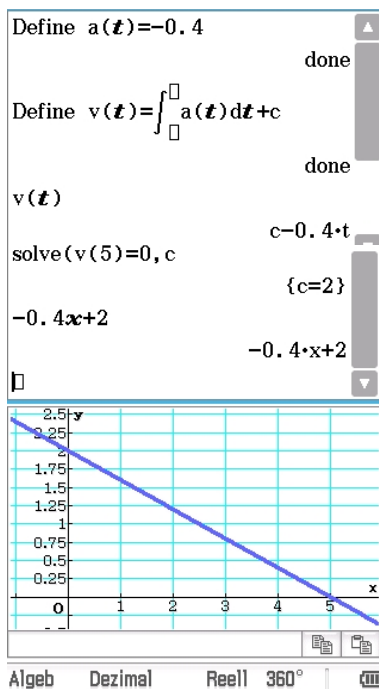 Define a(t)=-0.4
done
Define v(t)=∫□□a(t)dt+c
done
v(t)
c-0.4·t
solve(v(5)=0,c
{c=2}
-0.4x+2
-0.4·x+2
2.5 y
2.25
2
1.75
1.5
1.25
1
0.75
0.5
0.25
x
0 1 2 3 4 5
Algeb Dezimal Reell 360°